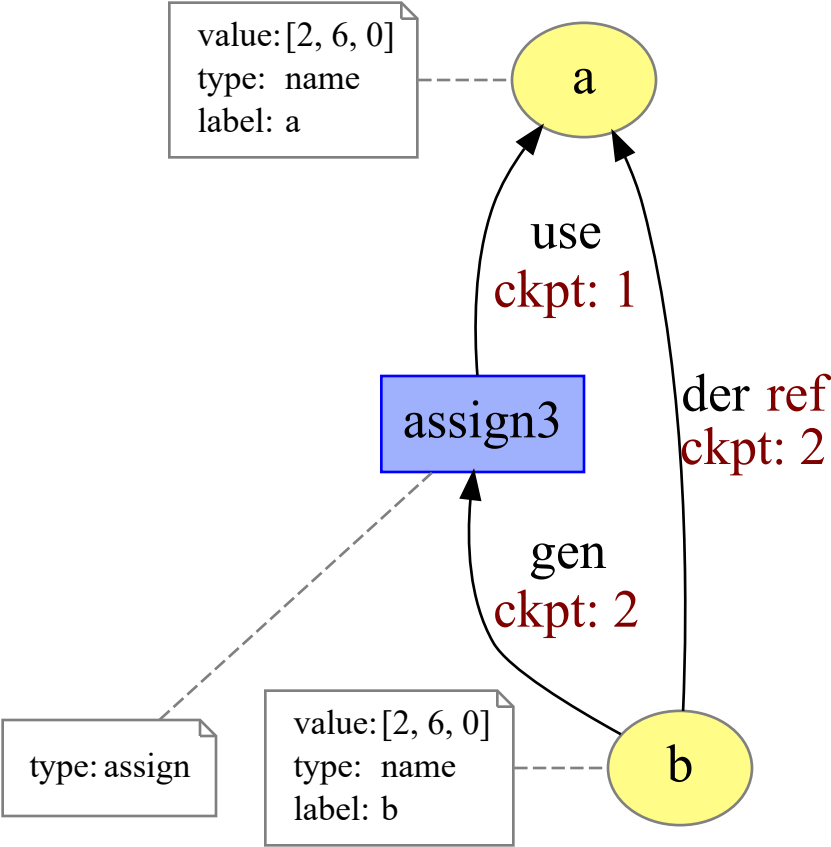 value: [2, 6, 0]
type: name
label: a
a
use
ckpt: 1
der ref
ckpt: 2
assign3
gen
ckpt: 2
type: assign
value: [2, 6, 0]
type: name
label: b
b